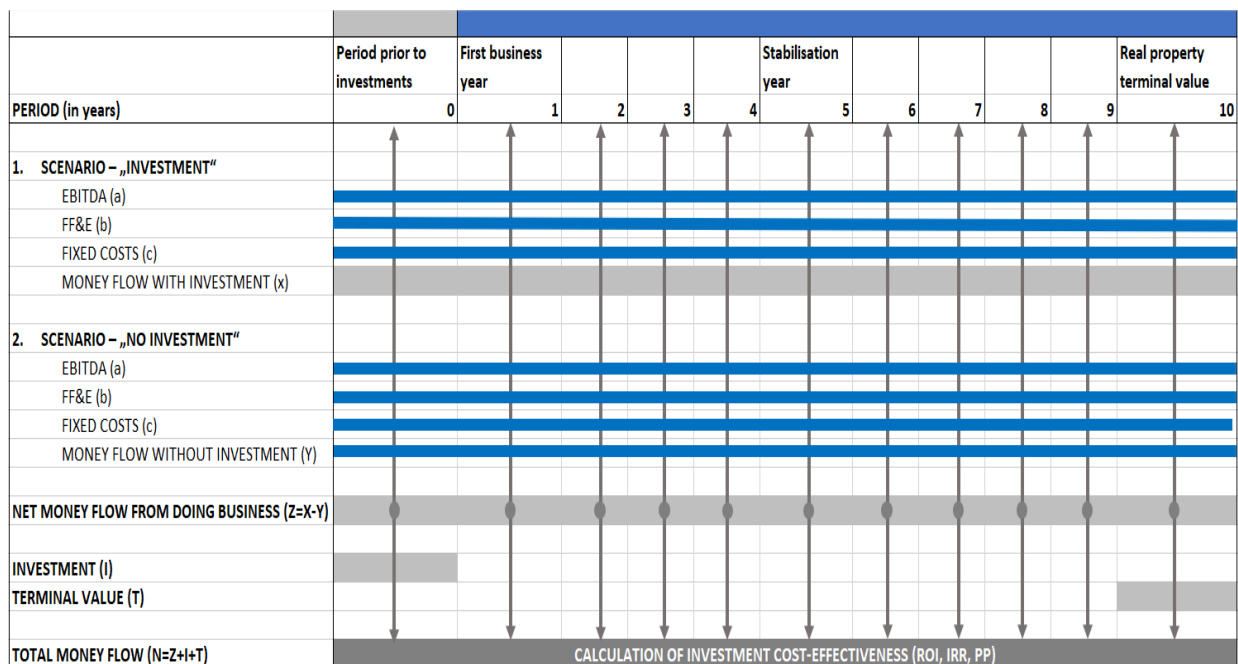 Period prior to First business Stabilisation Real property
investments year year terminal value
PERIOD (in years) 0 1 2 3 4 5 6 7 8 9 10
1. SCENARIO – „INVESTMENT“
EBITDA (a)
FF&E (b)
FIXED COSTS (c)
MONEY FLOW WITH INVESTMENT (x)
2. SCENARIO – „NO INVESTMENT“
EBITDA (a)
FF&E (b)
FIXED COSTS (c)
MONEY FLOW WITHOUT INVESTMENT (Y)
NET MONEY FLOW FROM DOING BUSINESS (Z=X-Y)
INVESTMENT (I)
TERMINAL VALUE (T)
TOTAL MONEY FLOW (N=Z+I+T) CALCULATION OF INVESTMENT COST-EFFECTIVENESS (ROI, IRR, PP)